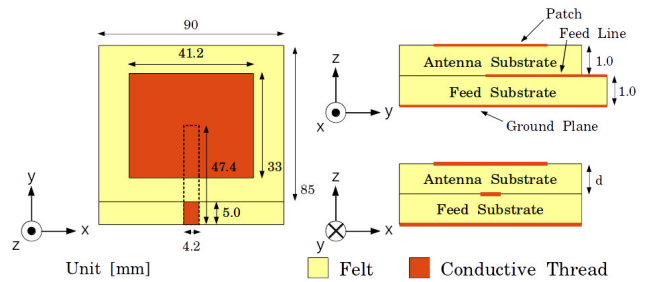 90
41.2
47.4
33
85
5.0
4.2
y
z
x
Unit [mm]
Patch
Feed Line
z
Antenna Substrate
1.0
Feed Substrate
1.0
x
y
Ground Plane
z
Antenna Substrate
d
Feed Substrate
y
x
Felt
Conductive Thread